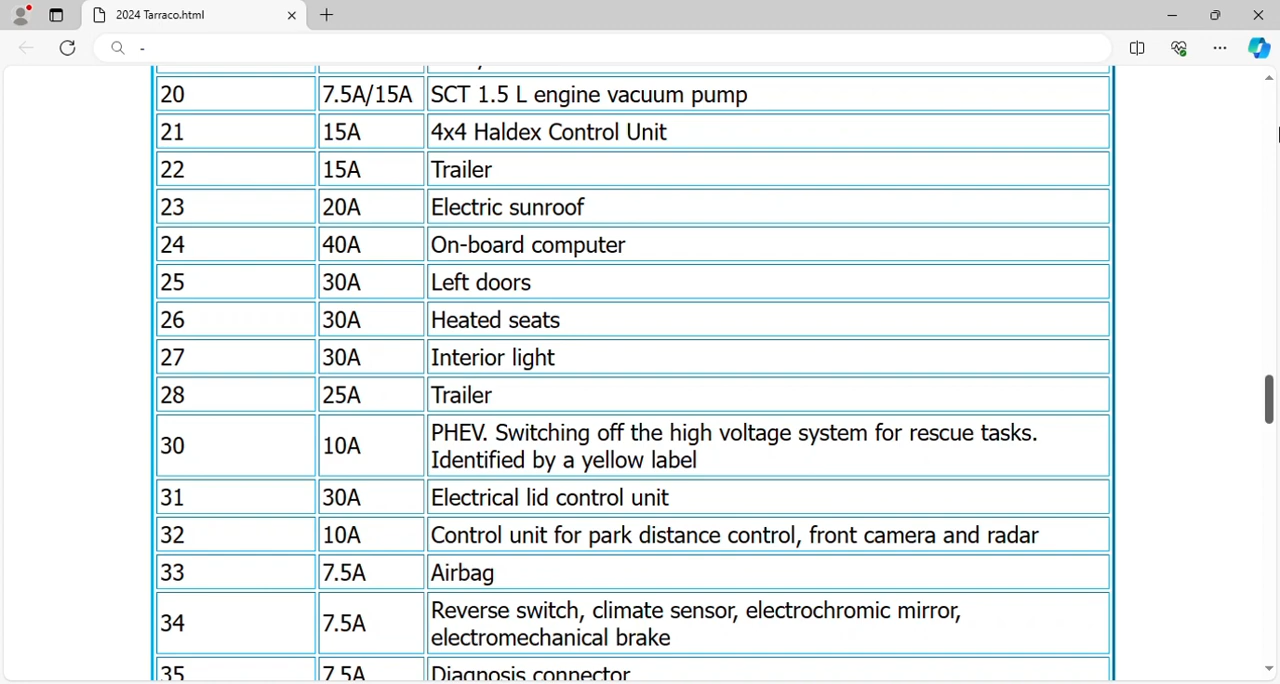 2024 Tarraco.html
-
20 7.5A/15A SCT 1.5 L engine vacuum pump
21 15A 4x4 Haldex Control Unit
22 15A Trailer
23 20A Electric sunroof
24 40A On-board computer
25 30A Left doors
26 30A Heated seats
27 30A Interior light
28 25A Trailer
30 10A PHEV. Switching off the high voltage system for rescue tasks.
Identified by a yellow label
31 30A Electrical lid control unit
32 10A Control unit for park distance control, front camera and radar
33 7.5A Airbag
34 7.5A Reverse switch, climate sensor, electrochromic mirror,
electromechanical brake
35 7.5A Diagnosis connector